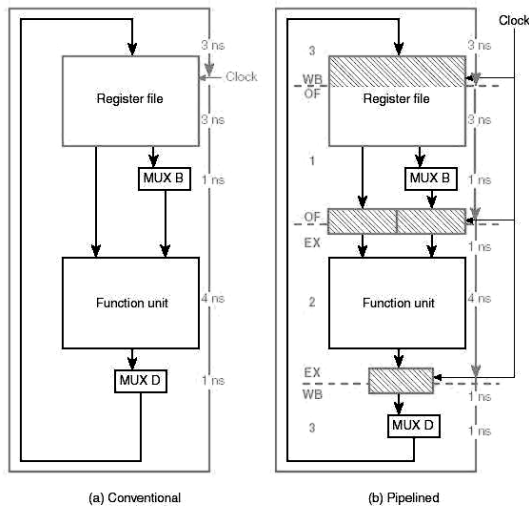 3 ns
Clock
Register file
3 ns
MUX B
1 ns
Function unit
4 ns
MUX D
1 ns
(a) Conventional
Clock
3
3 ns
WB
OF
Register file
3 ns
1
MUX B
1 ns
OF
EX
1 ns
2
Function unit
4 ns
EX
WB
1 ns
3
MUX D
1 ns
(b) Pipelined